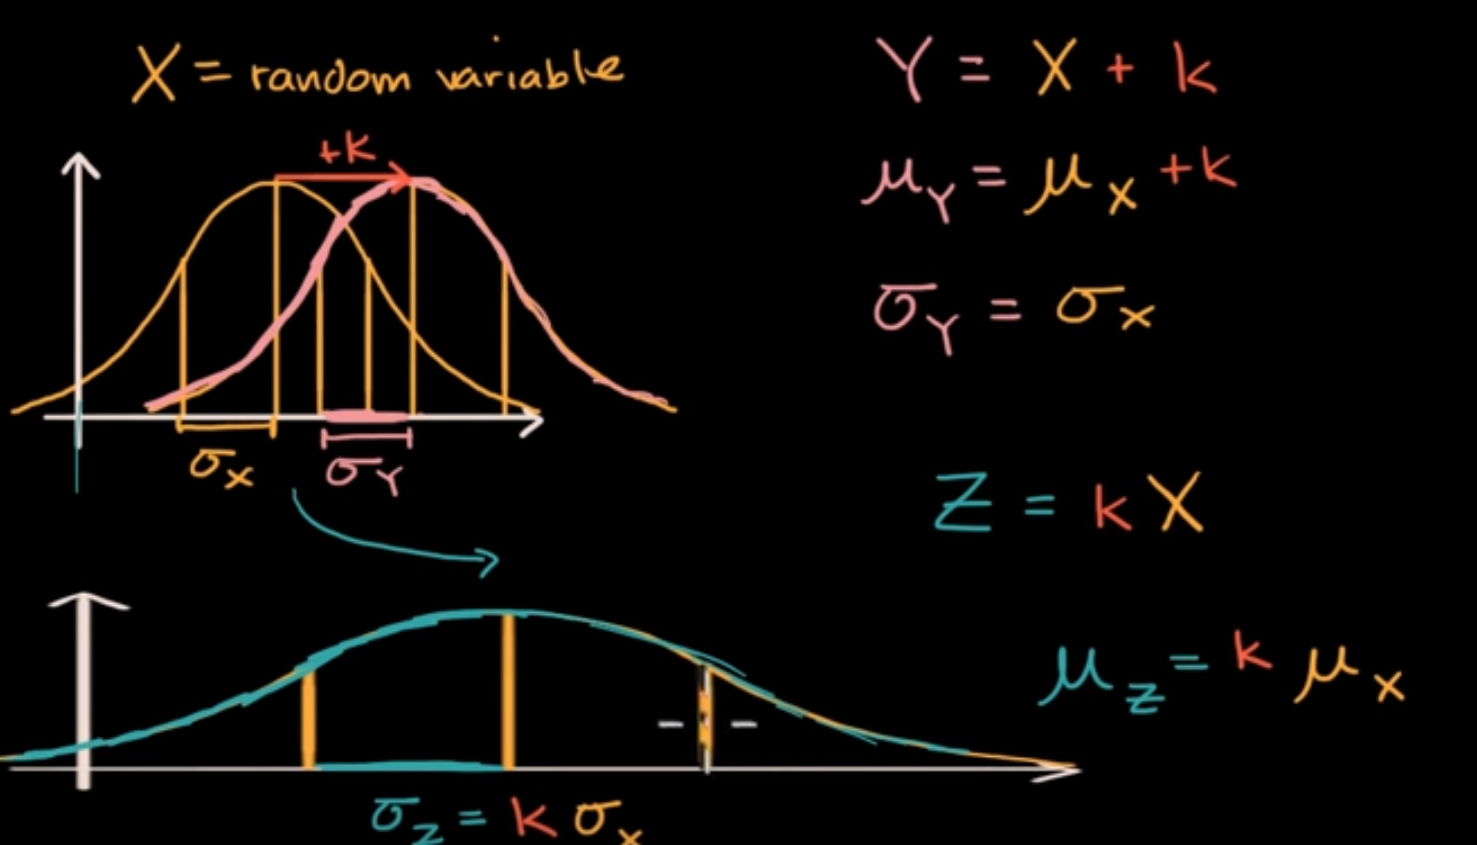 X = random variable
+k
σX
σY
Y = X + k
μY = μX + k
σY = σX
Z = kX
μZ = k μX
σZ = k σx